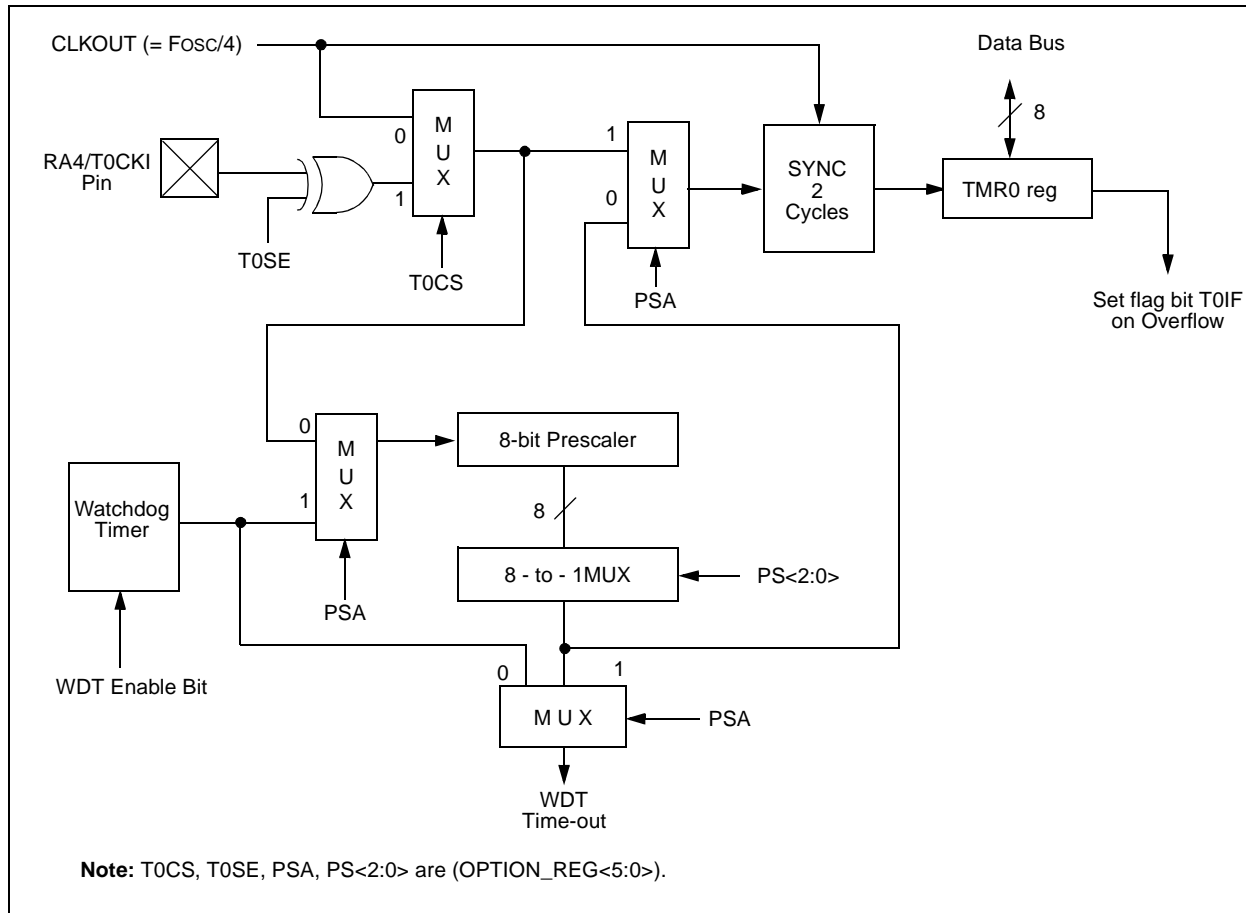 CLKOUT (= FOSC/4)
Data Bus
8
RA4/T0CKI
Pin
T0SE
0
1
M
U
X
T0CS
1
0
M
U
X
PSA
SYNC
2
Cycles
TMR0 reg
Set flag bit T0IF
on Overflow
0
1
M
U
X
PSA
8-bit Prescaler
8
8 - to - 1MUX
PS<2:0>
Watchdog
Timer
WDT Enable Bit
0
1
M U X
PSA
WDT
Time-out
Note: T0CS, T0SE, PSA, PS<2:0> are (OPTION_REG<5:0>).